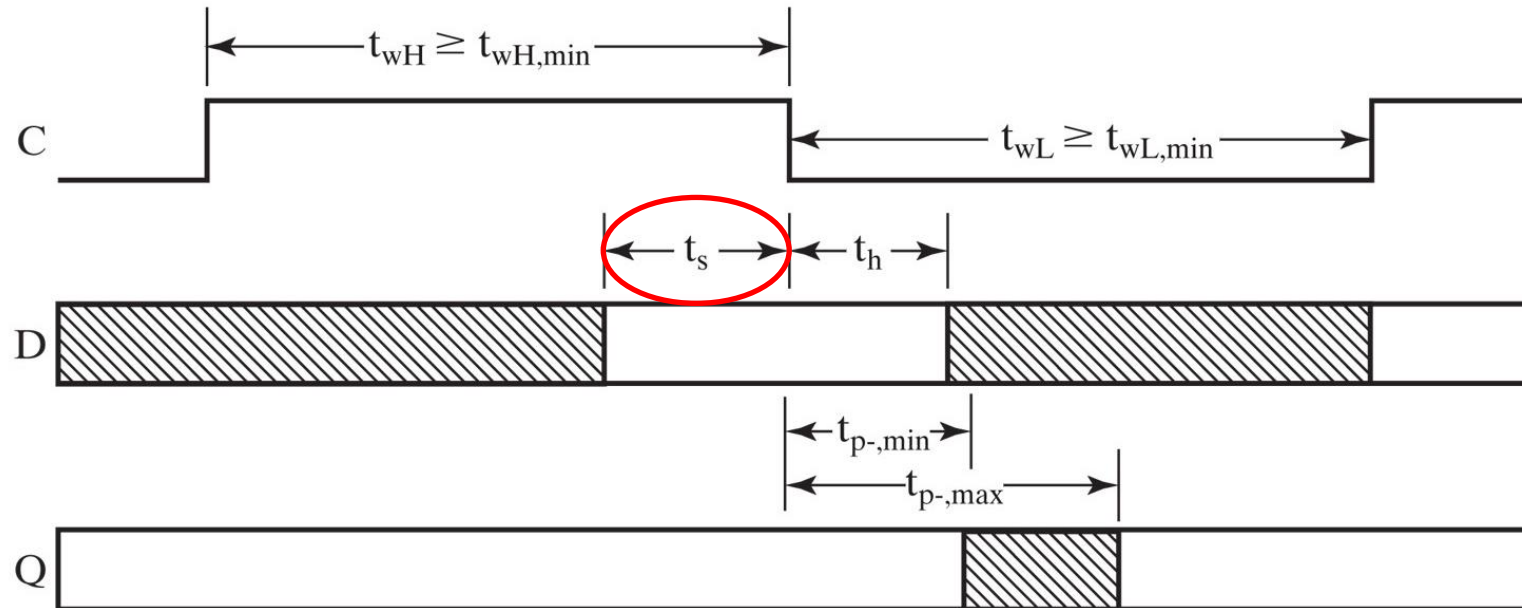 t_wH ≥ t_wH,min
C
t_wL ≥ t_wL,min
t_s
t_h
D
t_p-,min
t_p-,max
Q